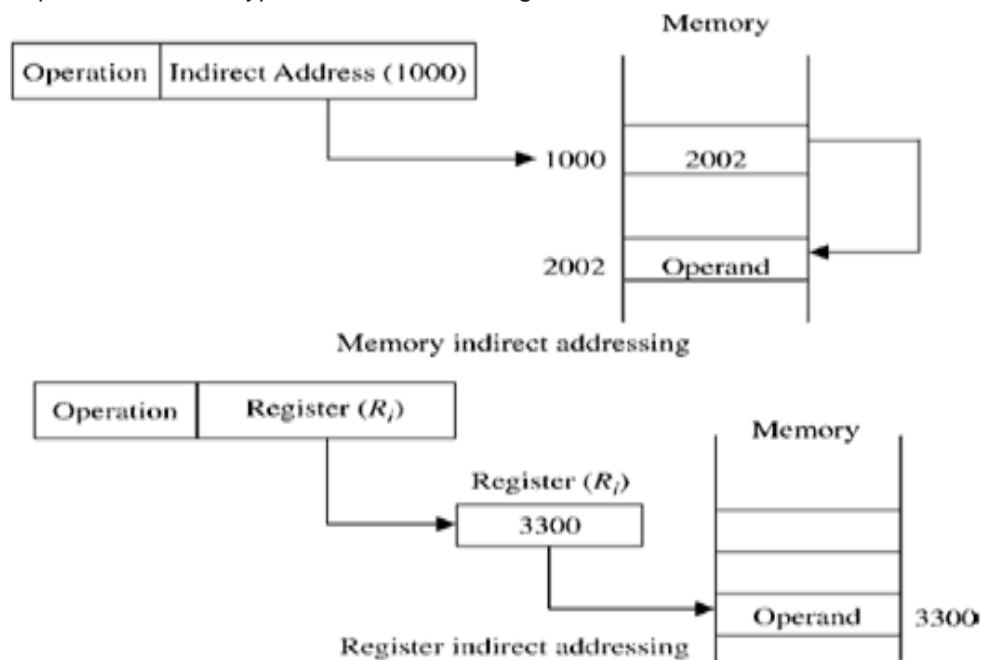 Memory
Operation Indirect Address (1000)
1000 2002
2002 Operand
Memory indirect addressing
Operation Register (Ri)
Memory
Register (Ri)
3300
Operand 3300
Register indirect addressing